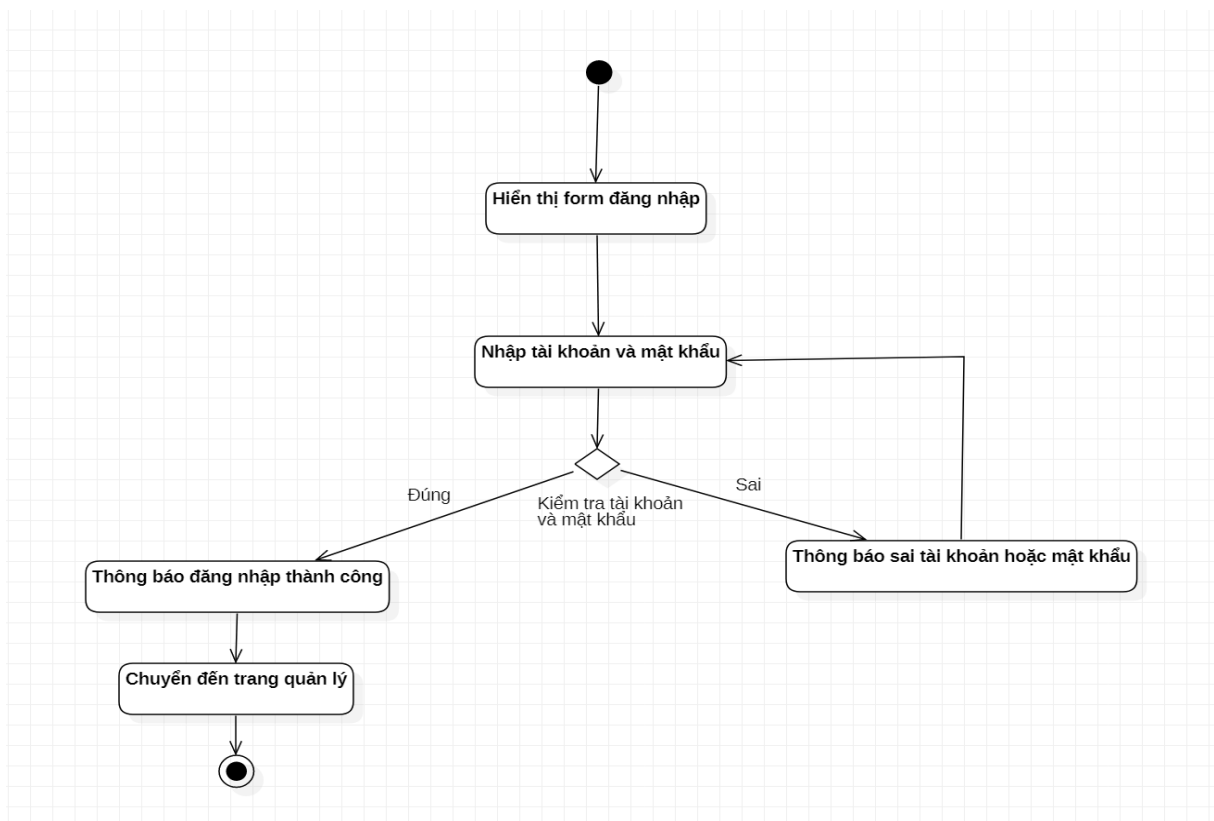 Hiển thị form đăng nhập
Nhập tài khoản và mật khẩu
Đúng
Sai
Kiểm tra tài khoản
và mật khẩu
Thông báo sai tài khoản hoặc mật khẩu
Thông báo đăng nhập thành công
Chuyển đến trang quản lý